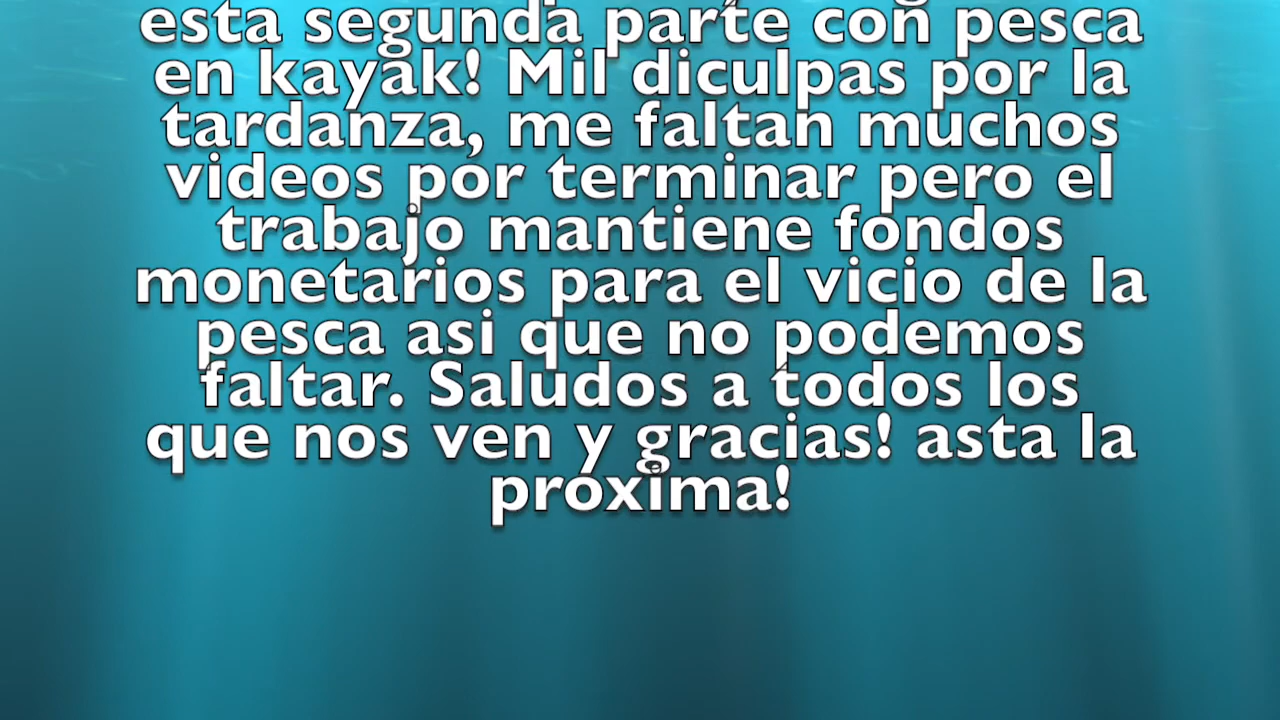 esta segunda parte con pesca
en kayak! Mil diculpas por la
tardanza, me faltan muchos
videos por terminar pero el
trabajo mantiene fondos
monetarios para el vicio de la
pesca asi que no podemos
faltar. Saludos a todos los
que nos ven y gracias! asta la
próxima!